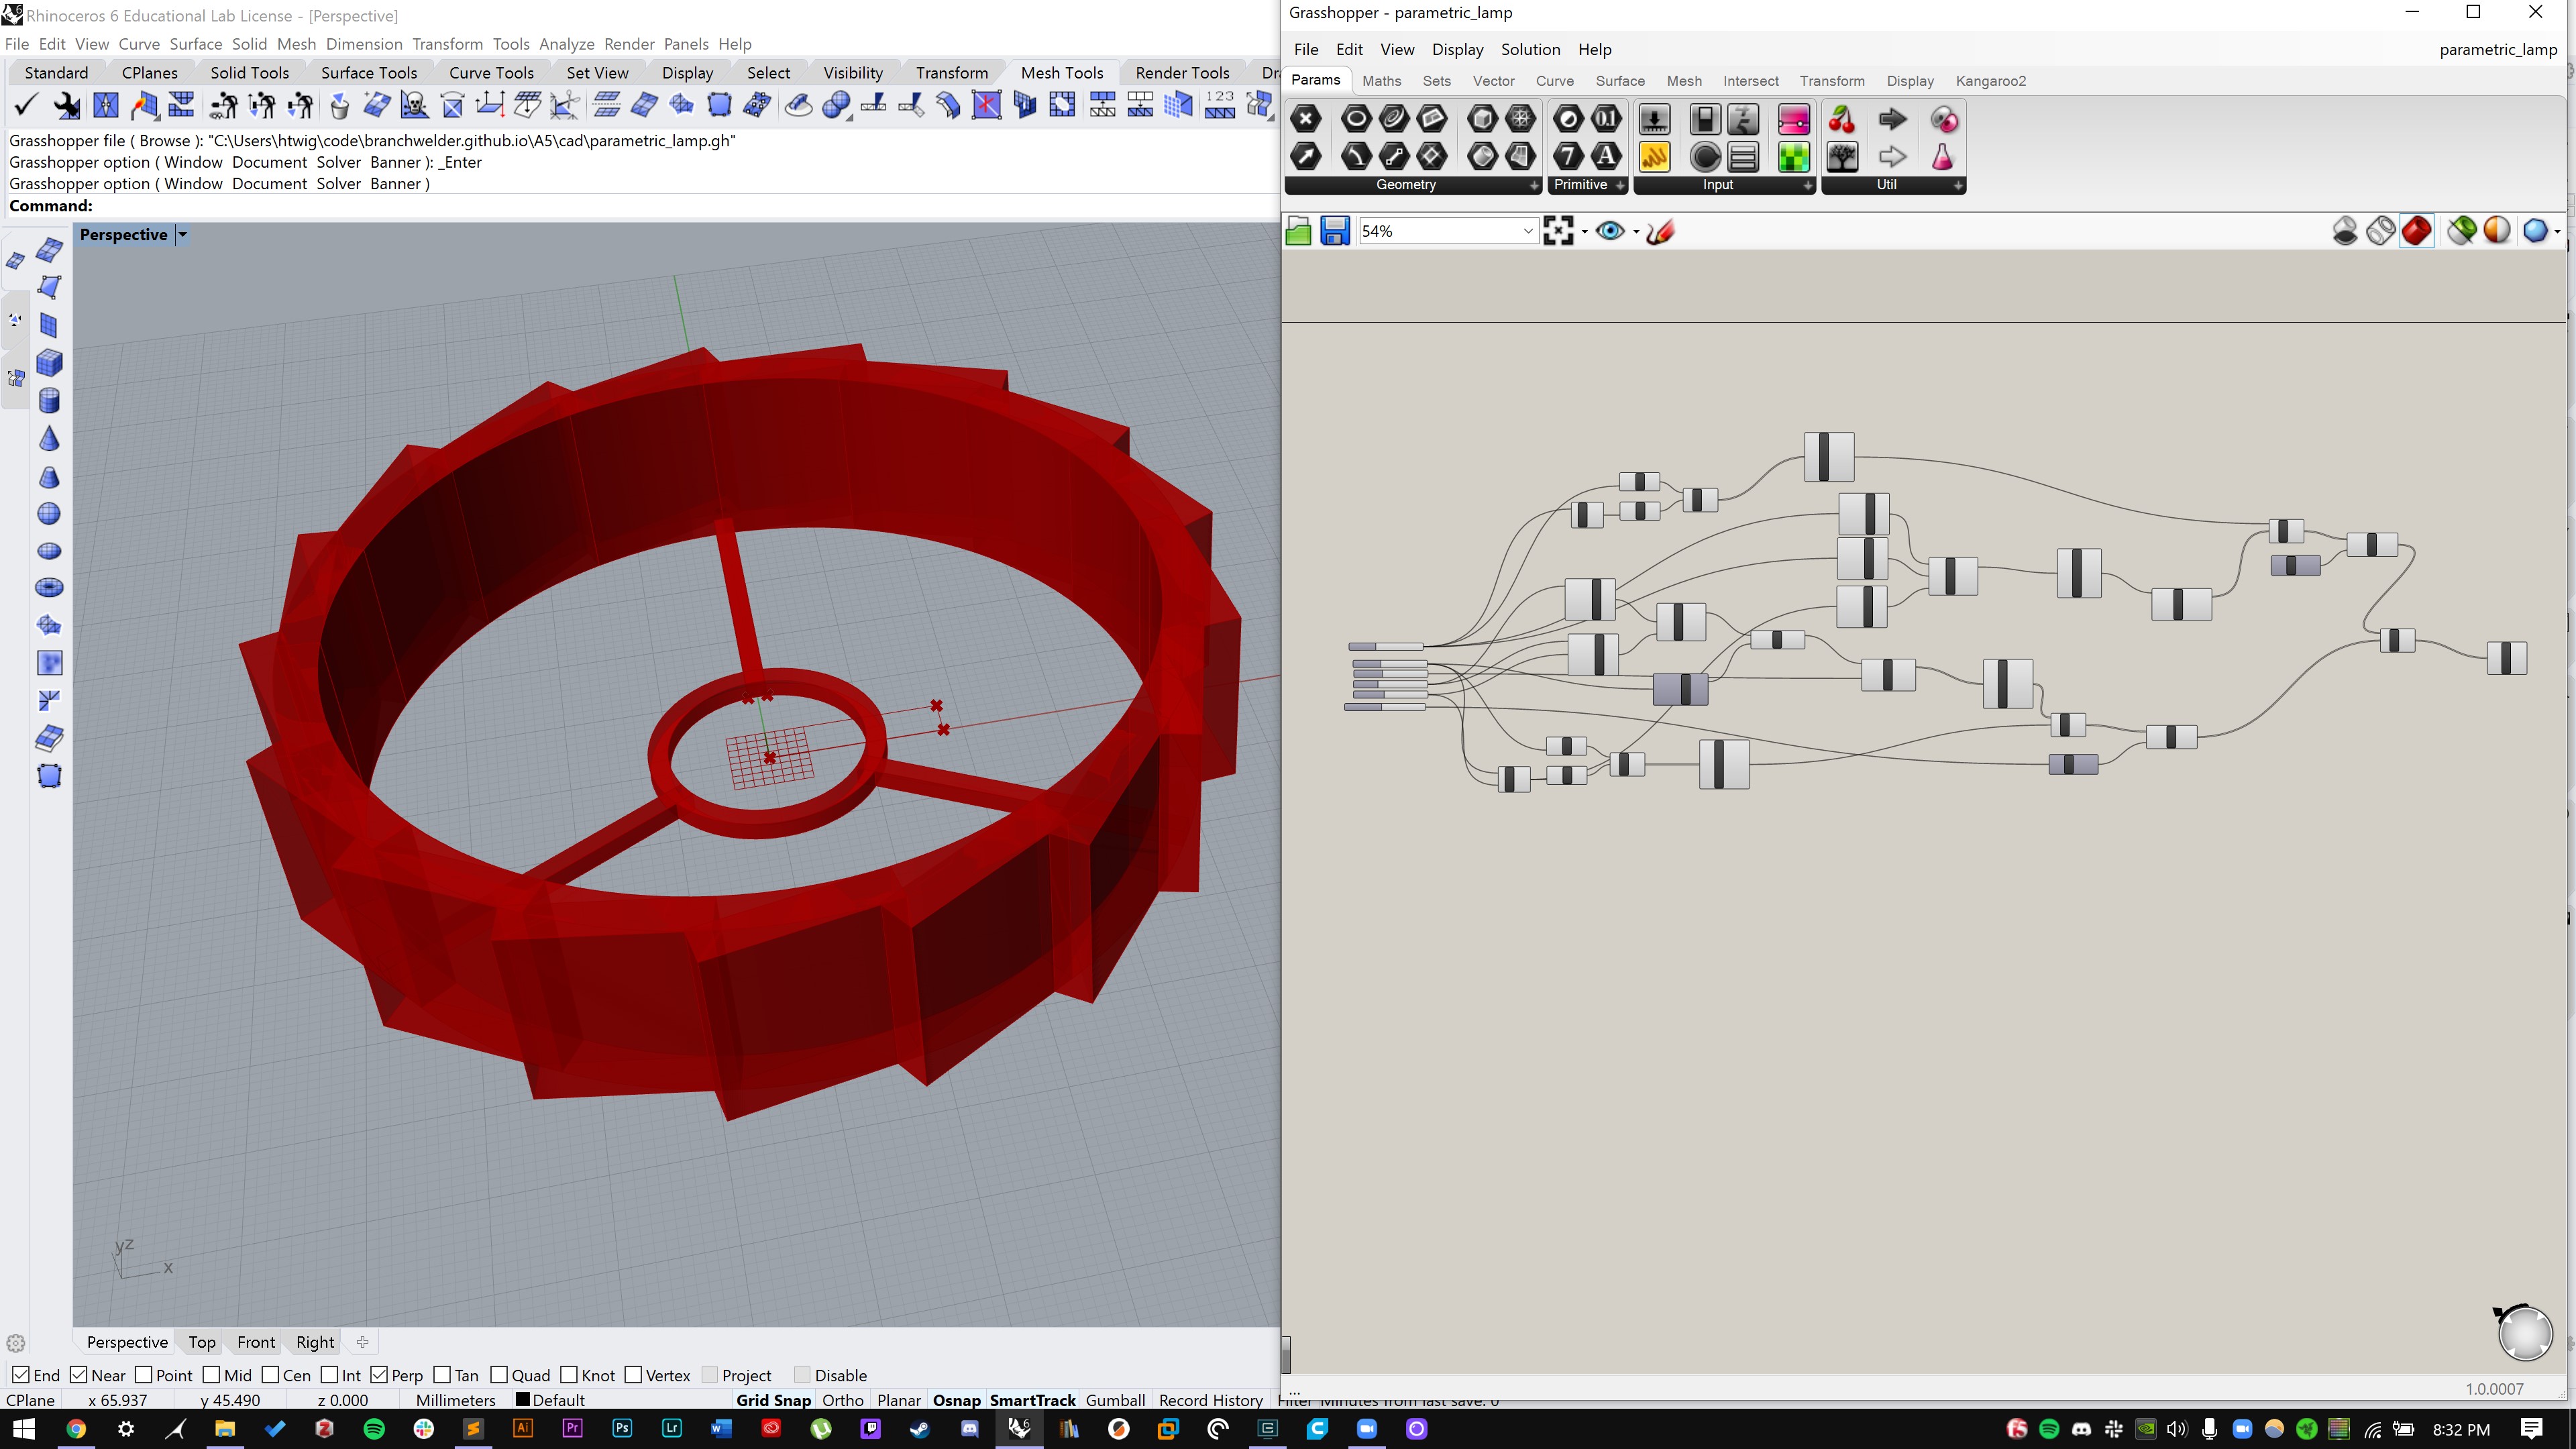 Rhinoceros 6 Educational Lab License - [Perspective]
File Edit View Curve Surface Solid Mesh Dimension Transform Tools Analyze Render Panels Help
Standard CPlanes Solid Tools Surface Tools Curve Tools Set View Display Select Visibility Transform Mesh Tools Render Tools Dr
Grasshopper file ( Browse ): "C:\Users\htwig\code\branchwelder.github.io\A5\cad\parametric_lamp.gh"
Grasshopper option ( Window Document Solver Banner ): _Enter
Grasshopper option ( Window Document Solver Banner )
Command:
Perspective
yz
x
Perspective Top Front Right
End Near Point Mid Cen Int Perp Tan Quad Knot Vertex Project Disable
CPlane x 65.937 y 45.490 z 0.000 Millimeters Default Grid Snap Ortho Planar Osnap SmartTrack Gumball Record History Filter Minutes from last save: 0
Grasshopper - parametric_lamp
File Edit View Display Solution Help parametric_lamp
Params Maths Sets Vector Curve Surface Mesh Intersect Transform Display Kangaroo2
Geometry Primitive Input Util
54%
...
1.0.0007
8:32 PM